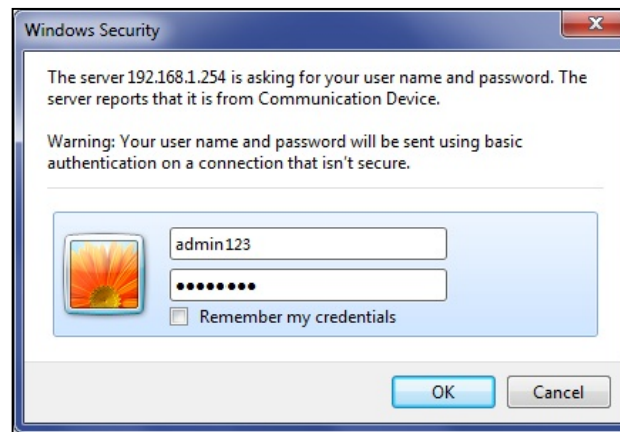 Windows Security
The server 192.168.1.254 is asking for your user name and password. The
server reports that it is from Communication Device.
Warning: Your user name and password will be sent using basic
authentication on a connection that isn't secure.
admin123
●●●●●●●●
Remember my credentials
OK
Cancel